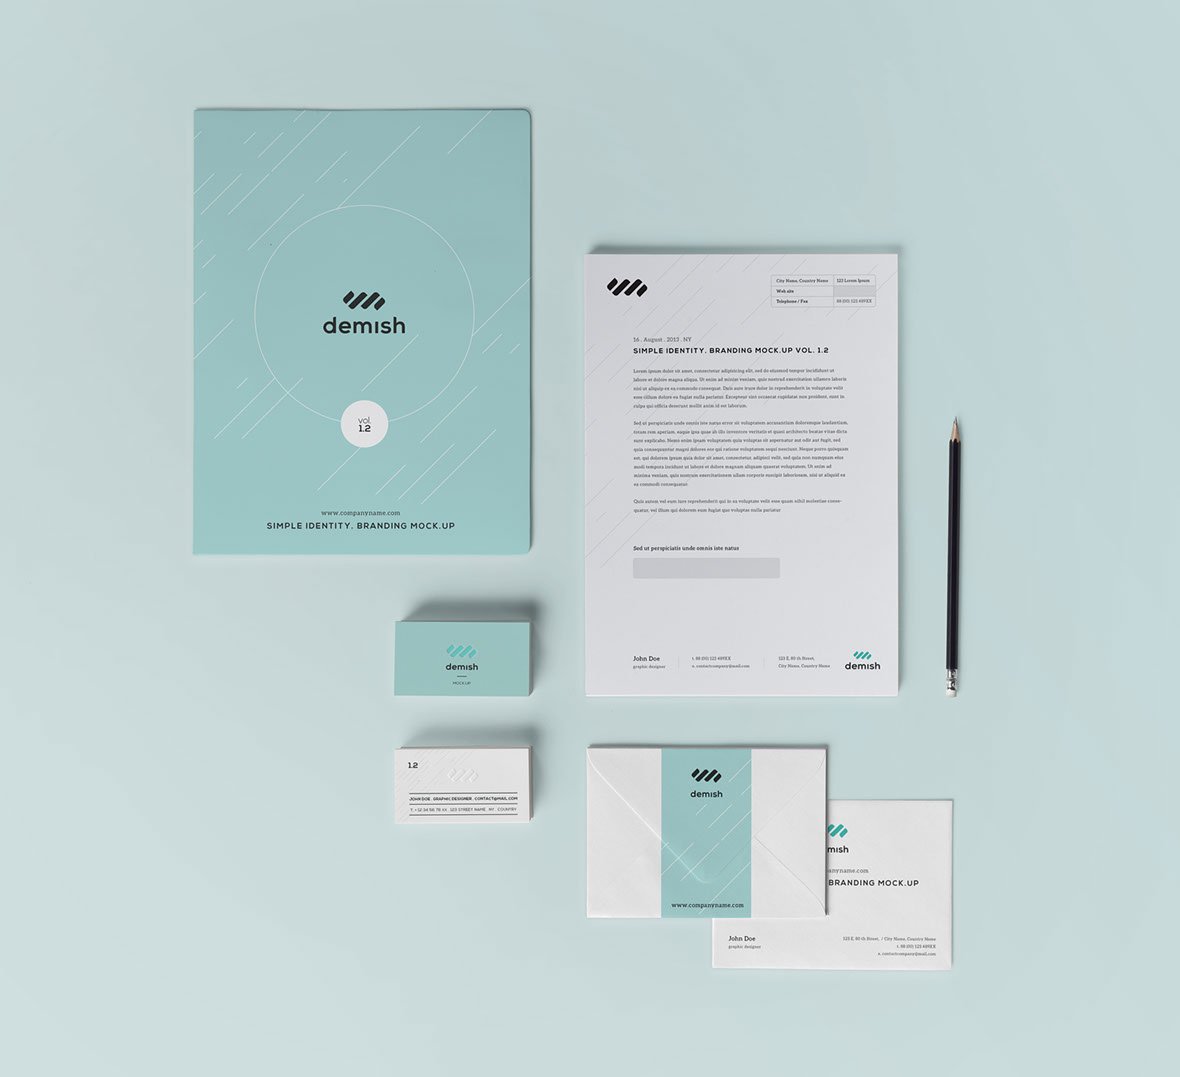 demish
vol.
1.2
www.companyname.com
SIMPLE IDENTITY. BRANDING MOCK.UP
City Name, Country Name 123 Lorem Ipsum
Web site
Telephone / Fax 88 (00) 123 489XX
16 . August . 2013 . NY
SIMPLE IDENTITY. BRANDING MOCK.UP VOL. 1.2
Lorem ipsum dolor sit amet, consectetur adipisicing elit, sed do eiusmod tempor incididunt ut
labore et dolore magna aliqua. Ut enim ad minim veniam, quis nostrud exercitation ullamco laboris
nisi ut aliquip ex ea commodo consequat. Duis aute irure dolor in reprehenderit in voluptate velit
esse cillum dolore eu fugiat nulla pariatur. Excepteur sint occaecat cupidatat non proident, sunt in
culpa qui officia deserunt mollit anim id est laborum.
Sed ut perspiciatis unde omnis iste natus error sit voluptatem accusantium doloremque laudantium,
totam rem aperiam, eaque ipsa quae ab illo inventore veritatis et quasi architecto beatae vitae dicta
sunt explicabo. Nemo enim ipsam voluptatem quia voluptas sit aspernatur aut odit aut fugit, sed
quia consequuntur magni dolores eos qui ratione voluptatem sequi nesciunt. Neque porro quisquam
est, qui dolorem ipsum quia dolor sit amet, consectetur, adipisci velit, sed quia non numquam eius
modi tempora incidunt ut labore et dolore magnam aliquam quaerat voluptatem. Ut enim ad
minima veniam, quis nostrum exercitationem ullam corporis suscipit laboriosam, nisi ut aliquid ex
ea commodi consequatur.
Quis autem vel eum iure reprehenderit qui in ea voluptate velit esse quam nihil molestiae conse-
quatur, vel illum qui dolorem eum fugiat quo voluptas nulla pariatur
Sed ut perspiciatis unde omnis iste natus
John Doe
graphic designer
t. 88 (00) 123 489XX
e. contactcompany@mail.com
123 E, 80 th Street,
City Name, Country Name
demish
demish
MOCK.UP
1.2
JOHN DOE . GRAPHIC DESIGNER . CONTACT@MAIL.COM
T. + 12 34 56 78 XX . 123 STREET NAME . NY . COUNTRY
demish
www.companyname.com
mish
anyname.com
BRANDING MOCK.UP
John Doe
graphic designer
123 E, 80 th Street, / City Name, Country Name
t. 88 (00) 123 489XX
e. contactcompany@mail.com